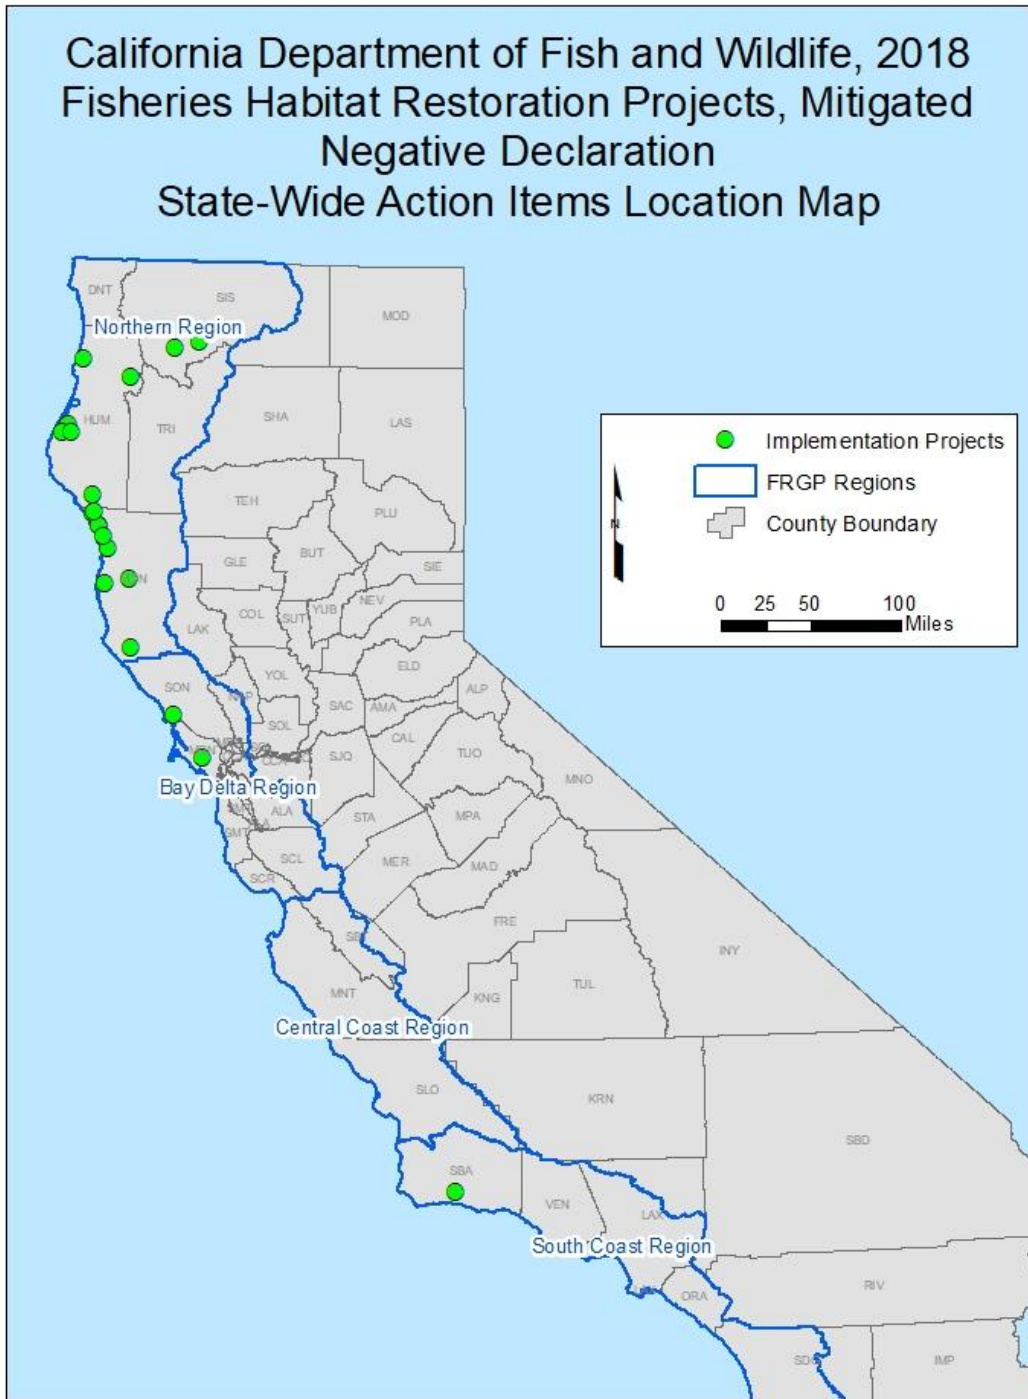 California Department of Fish and Wildlife, 2018
Fisheries Habitat Restoration Projects, Mitigated
Negative Declaration
State-Wide Action Items Location Map
DNT
SIS
MOD
Northern Region
HUM
TRI
SHA
LAS
Implementation Projects
FRGP Regions
N
County Boundary
0 25 50 100
Miles
TEH
PLU
GLE
BUT
SIE
COL
SUT
YUB
NEV
PLA
LAK
ELD
YOL
SON
SAC
AMA
ALP
SOL
CAL
TUO
SJQ
MNO
Bay Delta Region
ALA
STA
MPA
SMT
SCL
MER
MAD
SCR
FRE
INY
MNT
KNG
TUL
Central Coast Region
SLO
KRN
SBD
SBA
VEN
LAX
South Coast Region
ORA
RIV
IMP